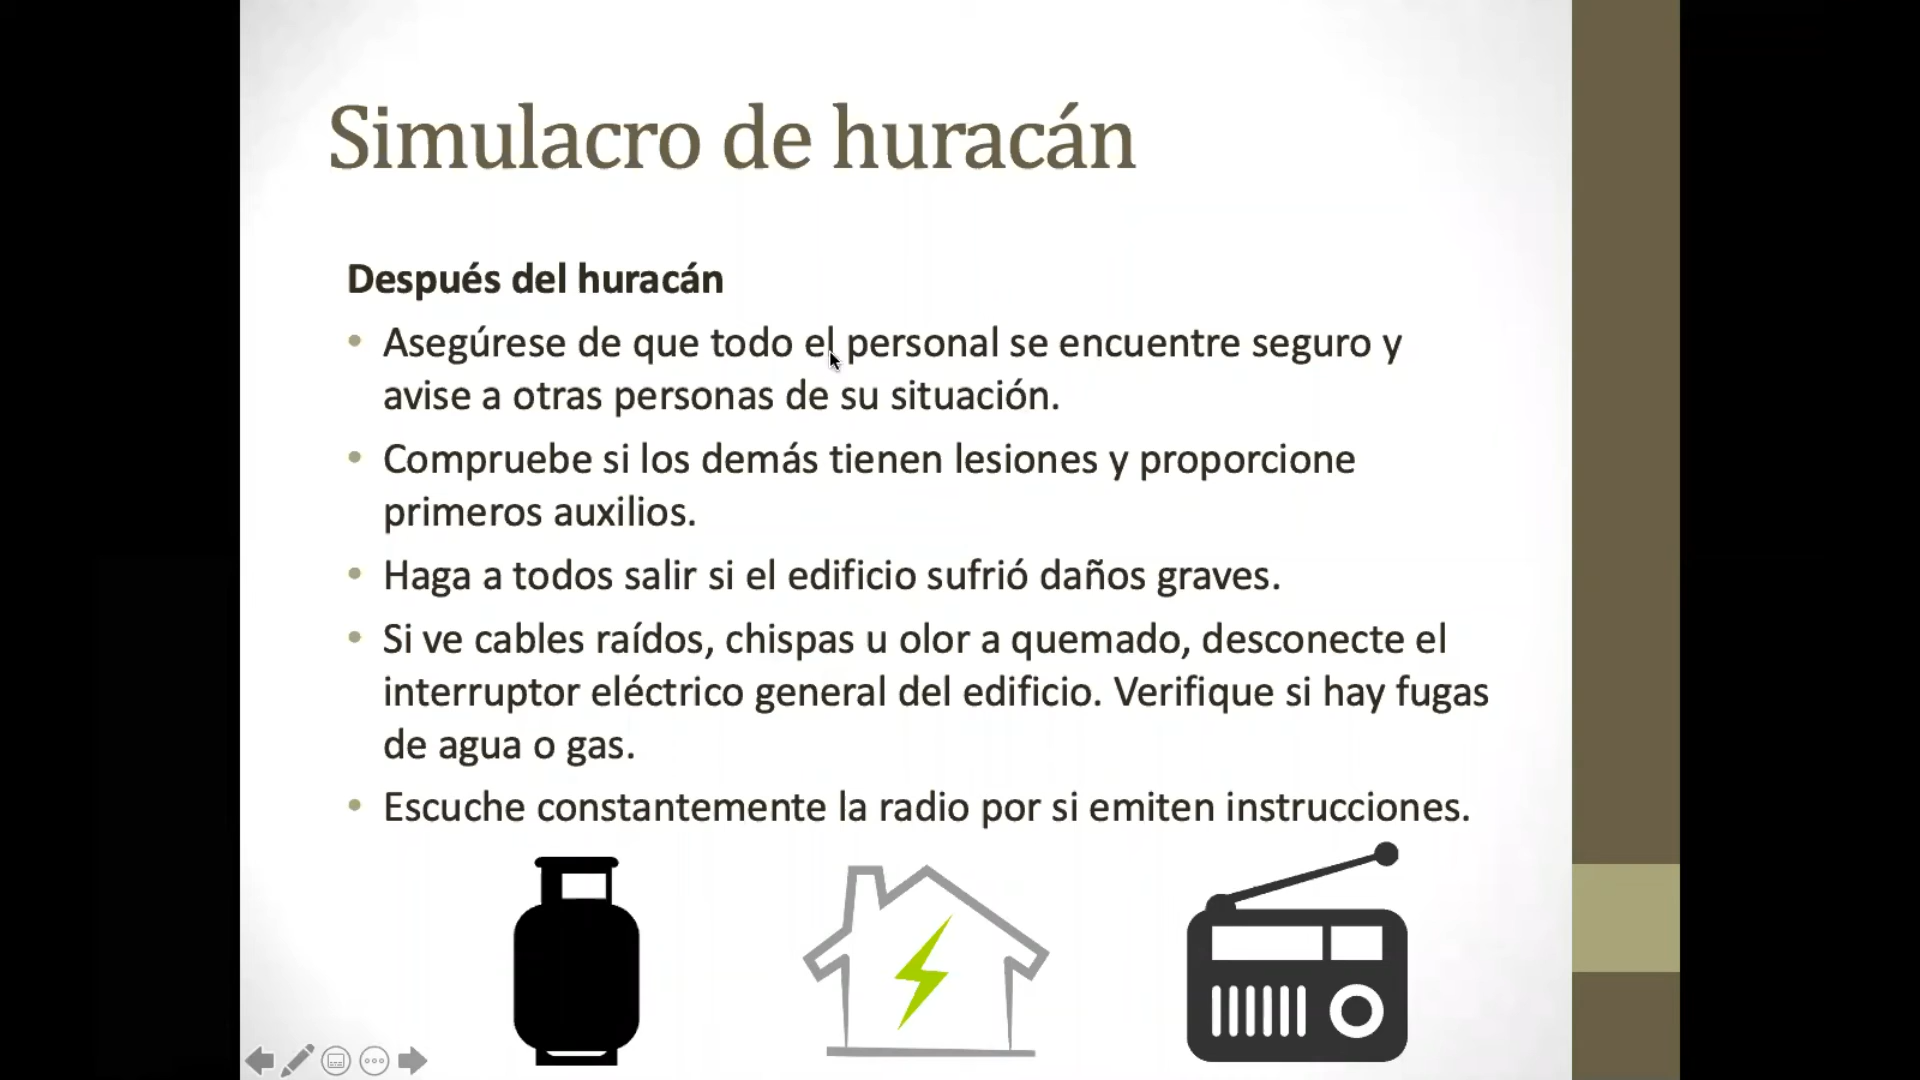 Simulacro de huracán
Después del huracán
• Asegúrese de que todo el personal se encuentre seguro y
avise a otras personas de su situación.
• Compruebe si los demás tienen lesiones y proporcione
primeros auxilios.
• Haga a todos salir si el edificio sufrió daños graves.
• Si ve cables raídos, chispas u olor a quemado, desconecte el
interruptor eléctrico general del edificio. Verifique si hay fugas
de agua o gas.
• Escuche constantemente la radio por si emiten instrucciones.